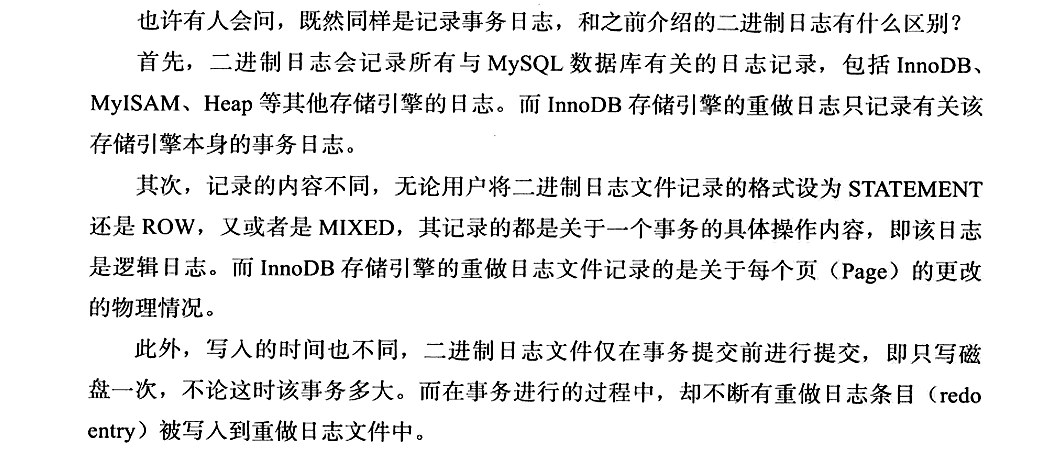 也许有人会问，既然同样是记录事务日志，和之前介绍的二进制日志有什么区别？
首先，二进制日志会记录所有与 MySQL 数据库有关的日志记录，包括 InnoDB、
MyISAM、Heap 等其他存储引擎的日志。而 InnoDB 存储引擎的重做日志只记录有关该
存储引擎本身的事务日志。
其次，记录的内容不同，无论用户将二进制日志文件记录的格式设为 STATEMENT
还是 ROW，又或者是 MIXED，其记录的都是关于一个事务的具体操作内容，即该日志
是逻辑日志。而 InnoDB 存储引擎的重做日志文件记录的是关于每个页（Page）的更改
的物理情况。
此外，写入的时间也不同，二进制日志文件仅在事务提交前进行提交，即只写磁
盘一次，不论这时该事务多大。而在事务进行的过程中，却不断有重做日志条目（redo
entry）被写入到重做日志文件中。